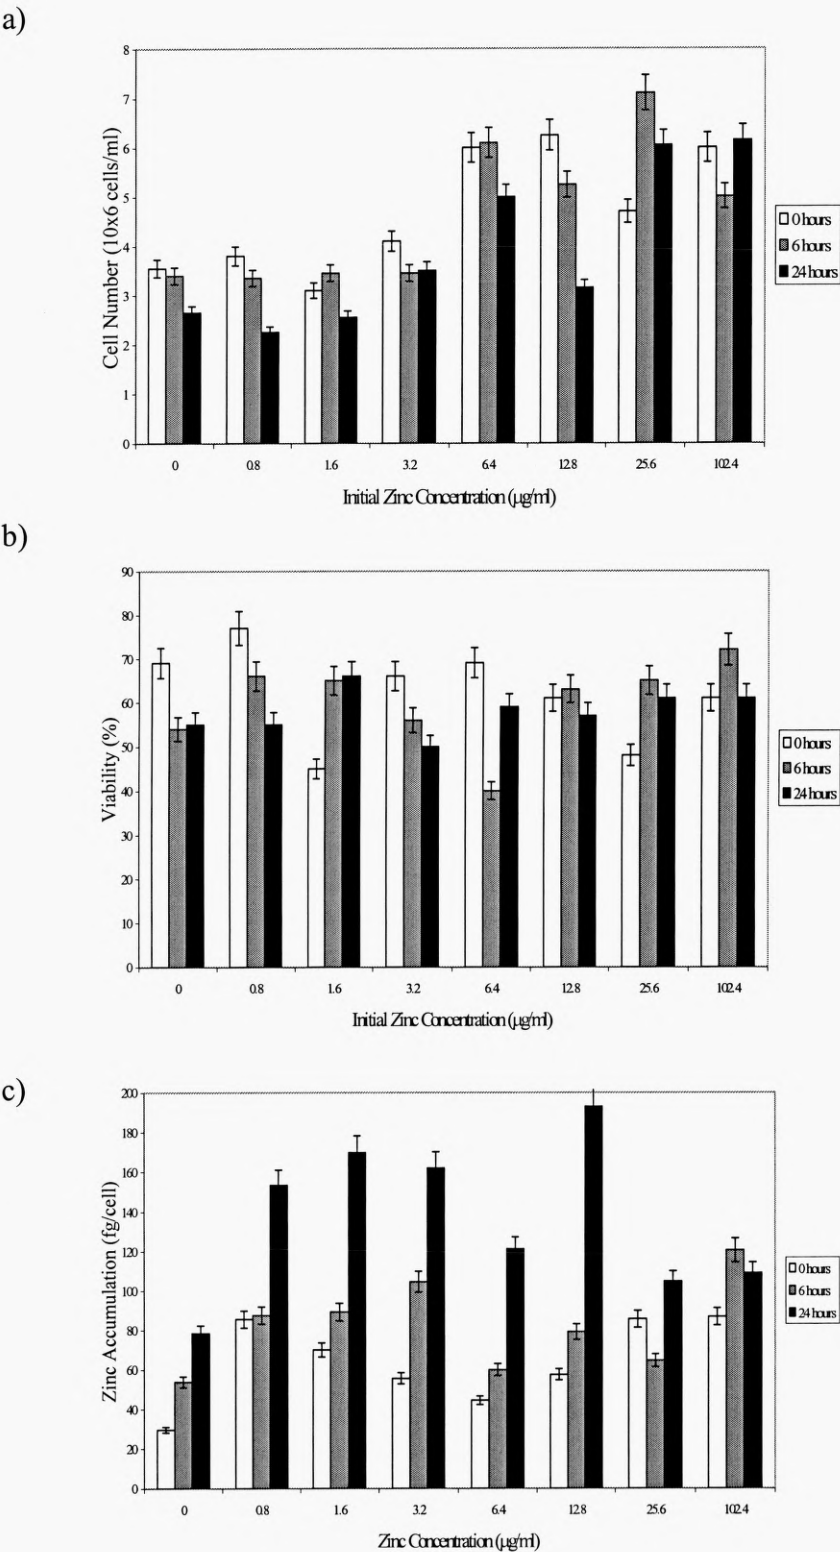 a)
8
7
6
5
4
3
2
1
0
Cell Number (10x6 cells/ml)
0 0.8 1.6 3.2 6.4 12.8 25.6 102.4
Initial Zinc Concentration (µg/ml)
0 hours
6 hours
24 hours
b)
90
80
70
60
50
40
30
20
10
0
Viability (%)
0 0.8 1.6 3.2 6.4 12.8 25.6 102.4
Initial Zinc Concentration (µg/ml)
0 hours
6 hours
24 hours
c)
200
180
160
140
120
100
80
60
40
20
0
Zinc Accumulation (fg/cell)
0 0.8 1.6 3.2 6.4 12.8 25.6 102.4
Zinc Concentration (µg/ml)
0 hours
6 hours
24 hours